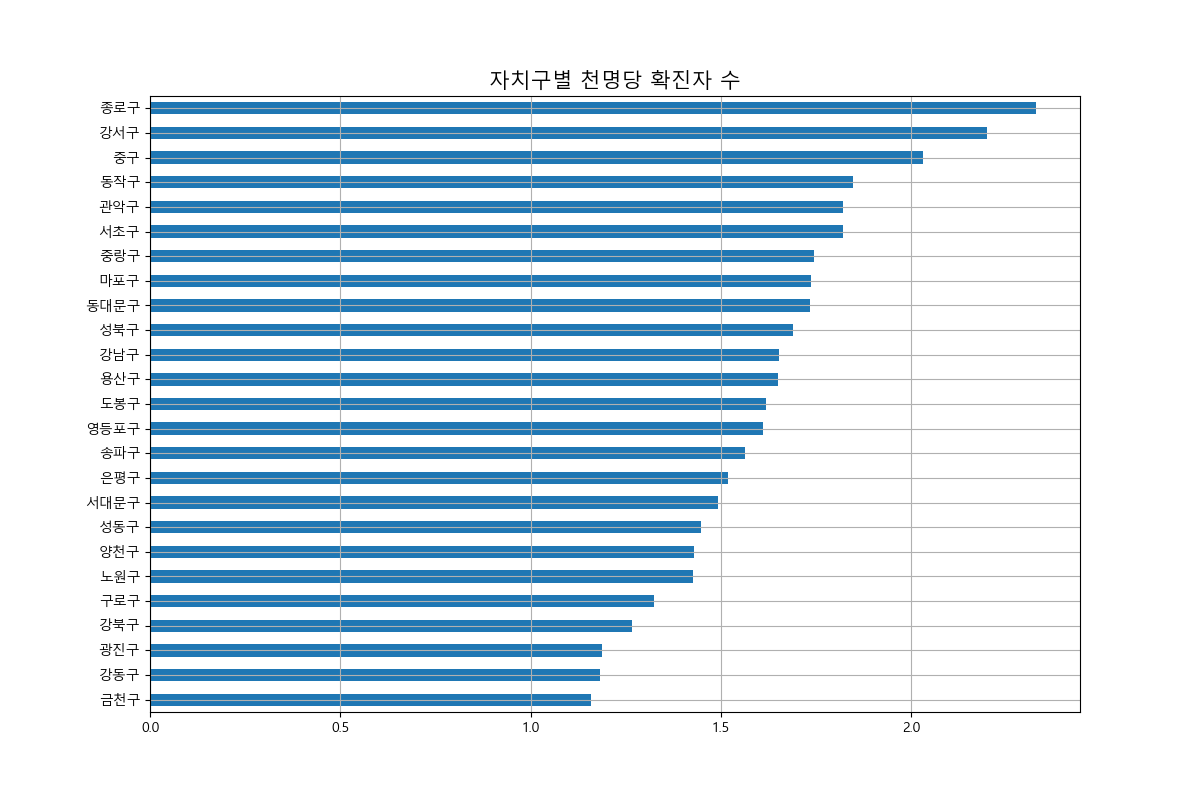 자치구별 천명당 확진자 수
종로구
강서구
중구
동작구
관악구
서초구
중랑구
마포구
동대문구
성북구
강남구
용산구
도봉구
영등포구
송파구
은평구
서대문구
성동구
양천구
노원구
구로구
강북구
광진구
강동구
금천구
0.0 0.5 1.0 1.5 2.0